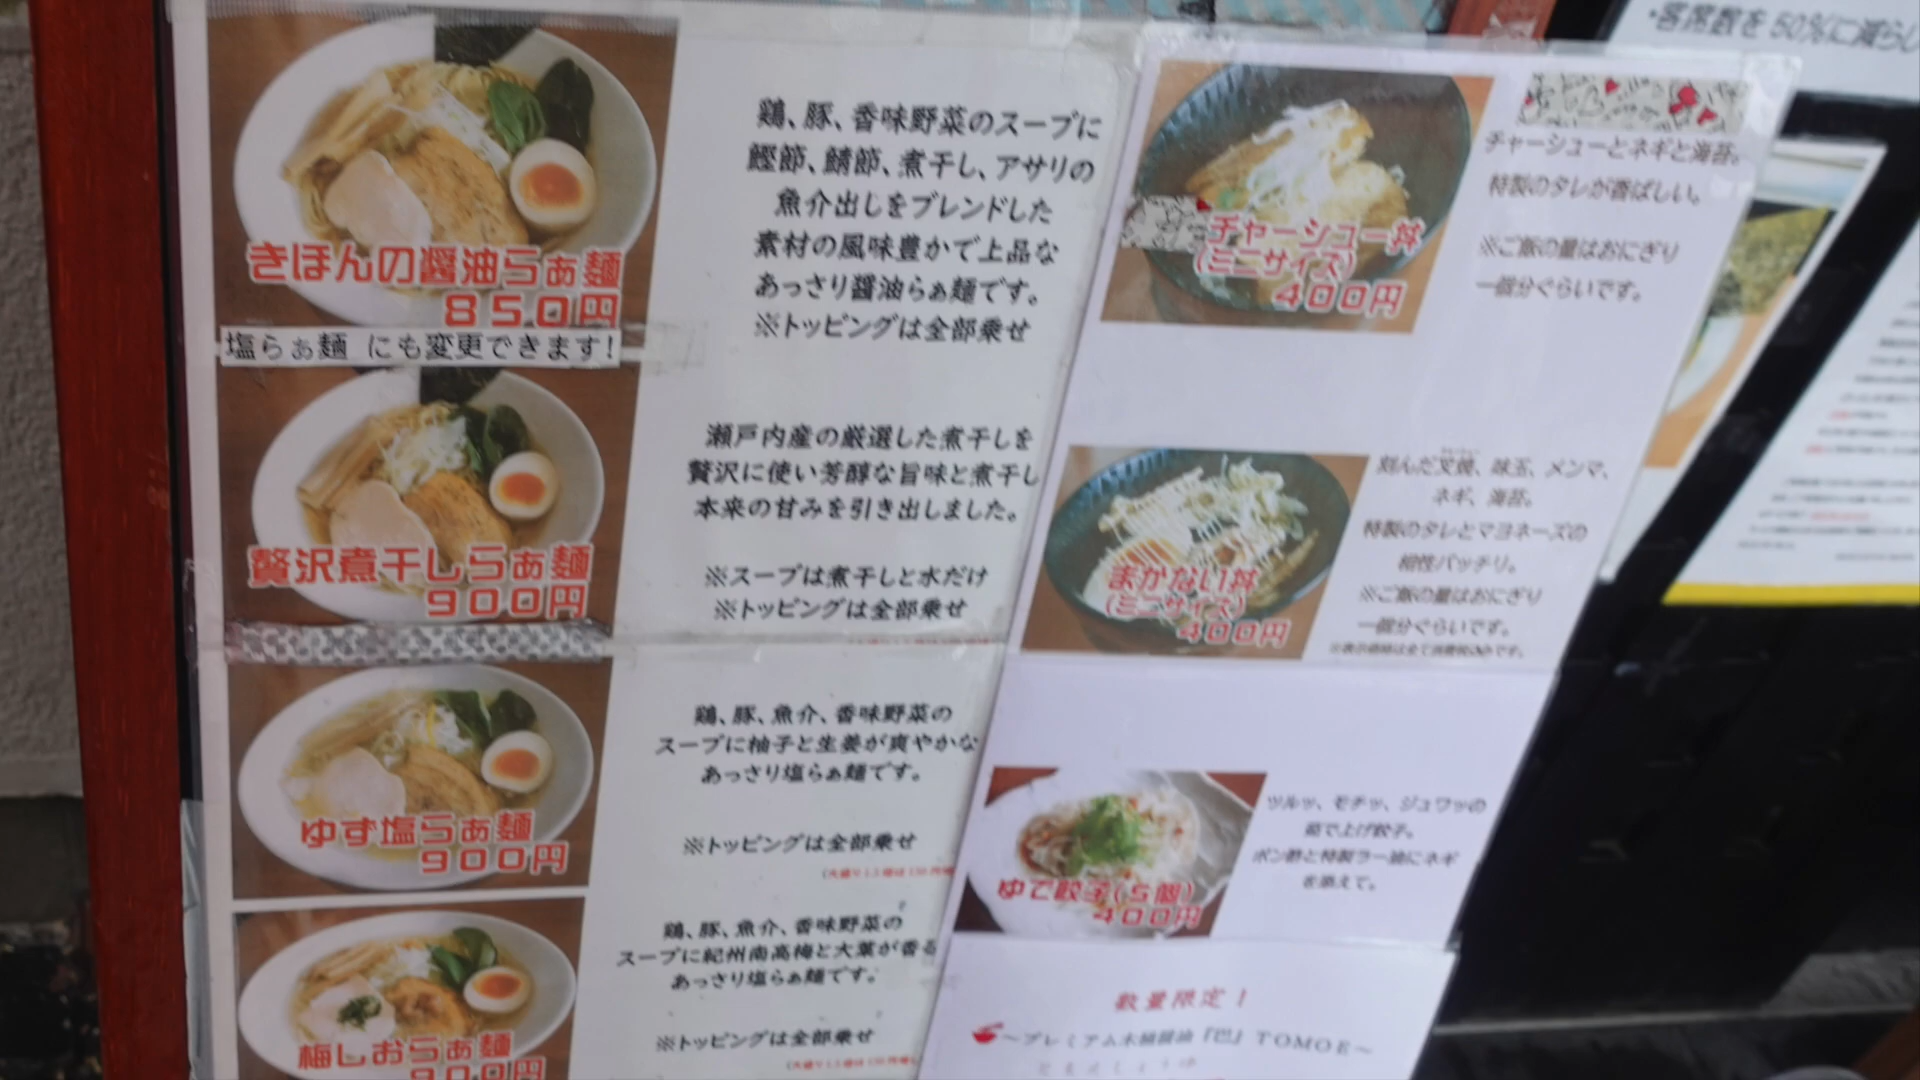 きほんの醤油らぁ麺
850円
塩らぁ麺 にも変更できます!
鶏、豚、香味野菜のスープに
鰹節、鯖節、煮干し、アサリの
魚介出しをブレンドした
素材の風味豊かで上品な
あっさり醤油らぁ麺です。
※トッピングは全部乗せ
贅沢煮干しらぁ麺
900円
瀬戸内産の厳選した煮干しを
贅沢に使い芳醇な旨味と煮干し
本来の甘みを引き出しました。
※スープは煮干しと水だけ
※トッピングは全部乗せ
ゆず塩らぁ麺
900円
鶏、豚、魚介、香味野菜の
スープに柚子と生姜が爽やかな
あっさり塩らぁ麺です。
※トッピングは全部乗せ
梅しおらぁ麺
900円
鶏、豚、魚介、香味野菜の
スープに紀州南高梅と大葉が香る
あっさり塩らぁ麺です。
※トッピングは全部乗せ
チャーシュー丼
(ミニサイズ)
400円
チャーシューとネギと海苔。
特製のタレが香ばしい。
※ご飯の量はおにぎり
一個分ぐらいです。
まかない丼
(ミニサイズ)
400円
刻んだ叉焼、味玉、メンマ、
ネギ、海苔。
特製のタレとマヨネーズの
相性バッチリ。
※ご飯の量はおにぎり
一個分ぐらいです。
ゆで餃子(5個)
400円
ツルッ、モチッ、ジュワッの
茹で上げ餃子。
ポン酢と特製ラー油にネギ
を添えて。
数量限定！
～プレミアム木桶醤油『巴』TOMOE～
・客席数を50%に減らし